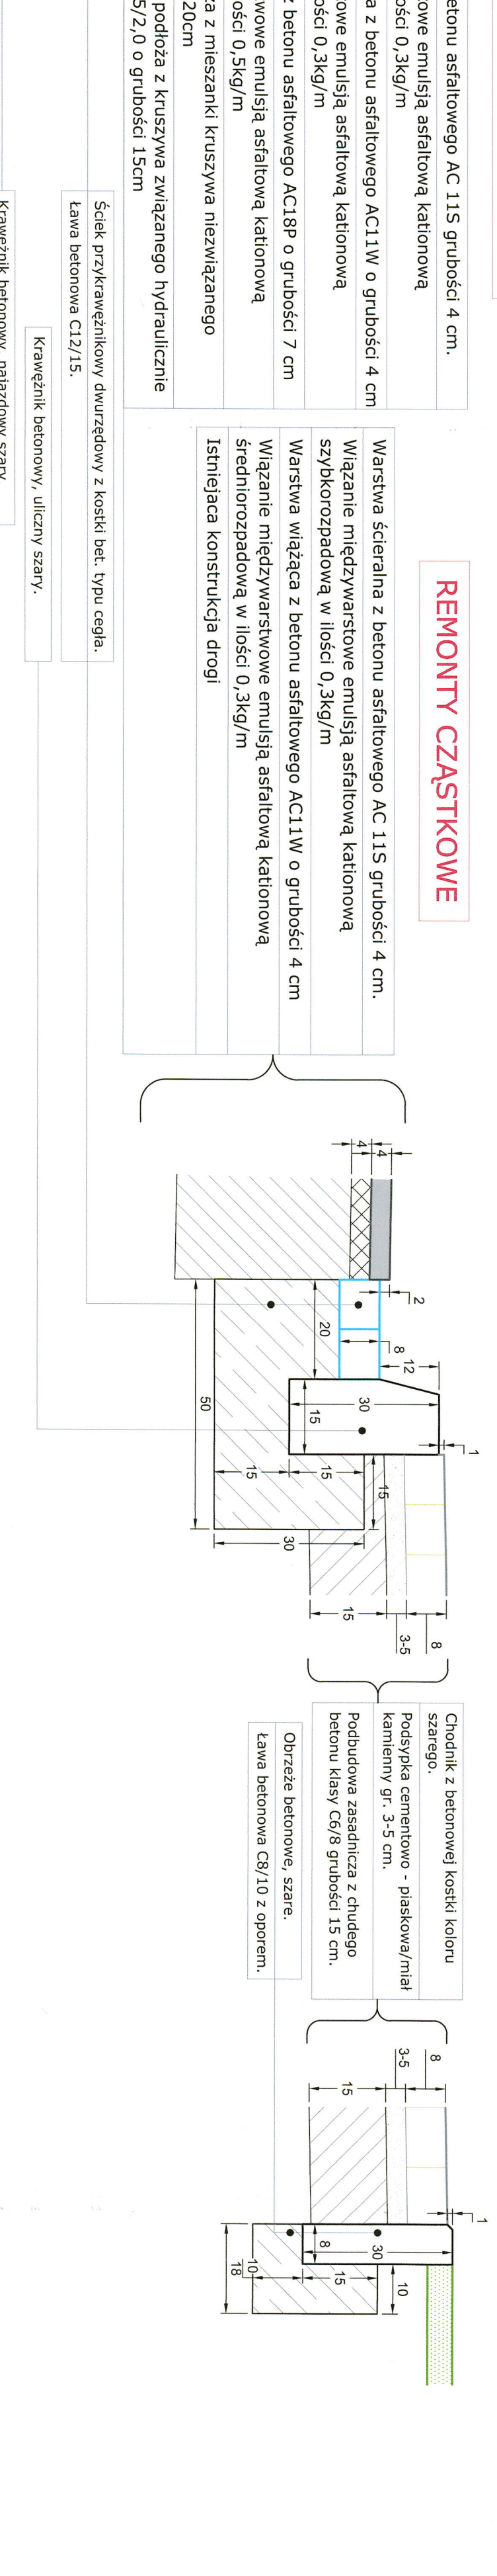 etonu asfaltowego AC 11S grubości 4 cm.
owe emulsją asfaltową kationową
ości 0,3kg/m
a z betonu asfaltowego AC11W o grubości 4 cm
owe emulsją asfaltową kationową
ości 0,3kg/m
betonu asfaltowego AC18P o grubości 7 cm
wowe emulsją asfaltową kationową
ości 0,5kg/m
a z mieszanki kruszywa niezwiązanego
20cm
podłoża z kruszywa związanego hydraulicznie
5/2,0 o grubości 15cm
Ściek przykrawężnikowy dwurzędowy z kostki bet. typu cegła.
Ława betonowa C12/15.
Krawężnik betonowy, uliczny szary.
Krawężnik betonowy, najazdowy szary
REMONTY CZĄSTKOWE
Warstwa ścieralna z betonu asfaltowego AC 11S grubości 4 cm.
Wiązanie międzywarstowe emulsją asfaltową kationową
szybkorozpadową w ilości 0,3kg/m
Warstwa wiążąca z betonu asfaltowego AC11W o grubości 4 cm
Wiązanie międzywarstwowe emulsją asfaltową kationową
średniorozpadową w ilości 0,3kg/m
Istniejaca konstrukcja drogi
4
4
2
8
12
20
30
15
1
50
15
15
15
30
15
3-5
8
Chodnik z betonowej kostki koloru
szarego.
Podsypka cementowo - piaskowa/miał
kamienny gr. 3-5 cm.
Podbudowa zasadnicza z chudego
betonu klasy C6/8 grubości 15 cm.
Obrzeże betonowe, szare.
Ława betonowa C8/10 z oporem.
8
3-5
15
1
30
8
10
15
10
18